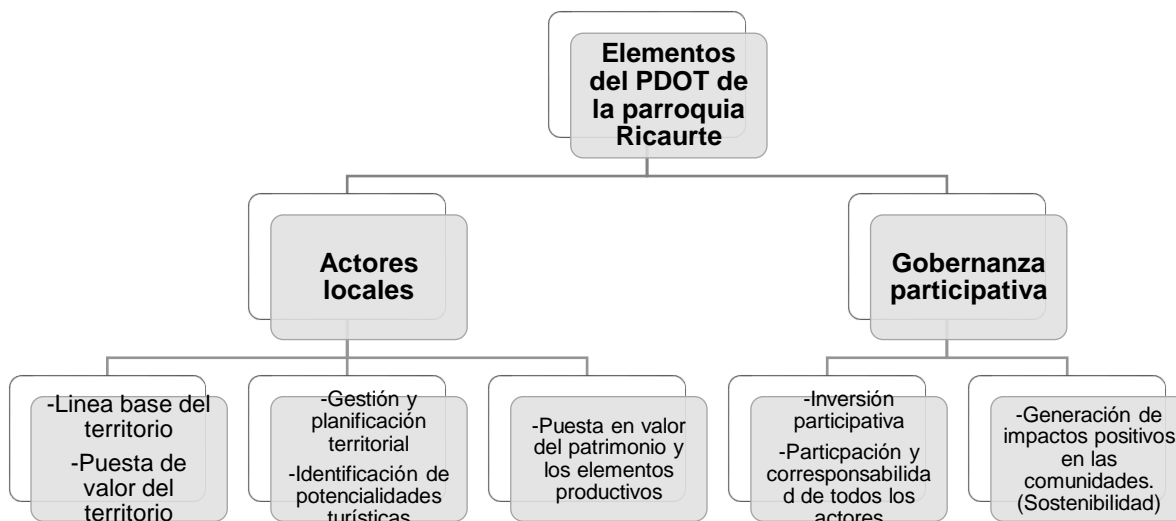 Elementos
del PDOT de
la parroquia
Ricaurte
Actores
locales
Gobernanza
participativa
-Linea base del
territorio
-Puesta de
valor del
territorio
-Gestión y
planificación
territorial
-Identificación de
potencialidades
turísticas
-Puesta en valor
del patrimonio y
los elementos
productivos
-Inversión
participativa
-Particpación y
corresponsabilida
d de todos los
actores
-Generación de
impactos positivos
en las
comunidades.
(Sostenibilidad)